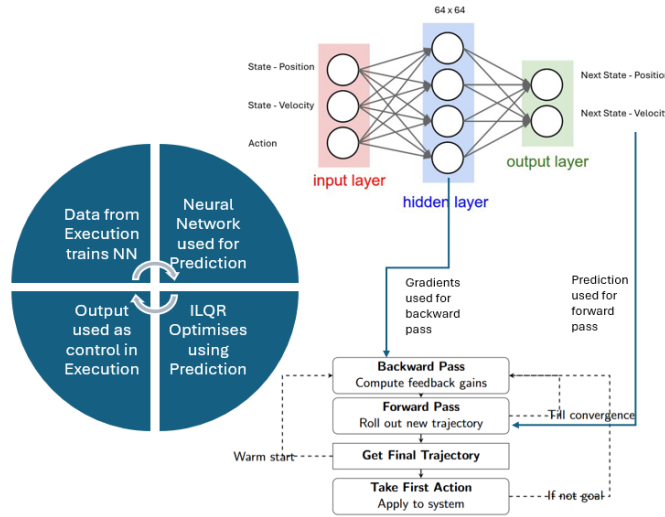 64 x 64
State - Position
State - Velocity
Action
Next State - Position
Next State - Velocity
input layer
hidden layer
output layer
Data from
Execution
trains NN
Neural
Network
used for
Prediction
Output
used as
control in
Execution
ILQR
Optimises
using
Prediction
Gradients
used for
backward
pass
Prediction
used for
forward
pass
Backward Pass
Compute feedback gains
Forward Pass
Roll out new trajectory
Till convergence
Warm start
Get Final Trajectory
Take First Action
Apply to system
If not goal